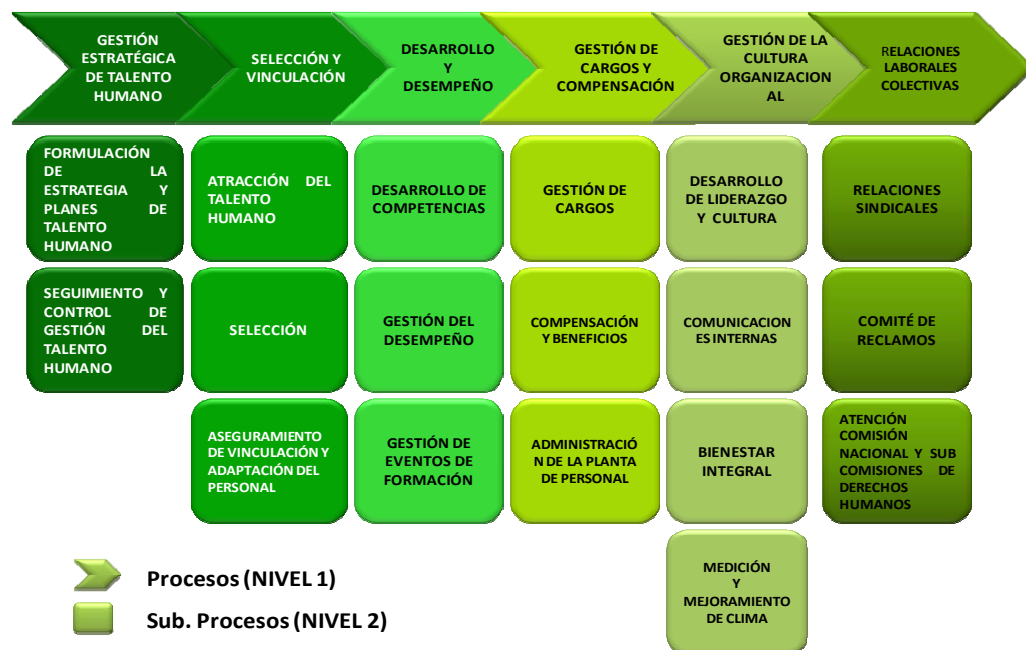 GESTIÓN
ESTRATÉGICA
DE TALENTO
HUMANO
SELECCIÓN Y
VINCULACIÓN
DESARROLLO
Y
DESEMPEÑO
GESTIÓN DE
CARGOS Y
COMPENSACIÓN
GESTIÓN DE LA
CULTURA
ORGANIZACION
AL
RELACIONES
LABORALES
COLECTIVAS
FORMULACIÓN
DE LA
ESTRATEGIA Y
PLANES DE
TALENTO
HUMANO
ATRACCIÓN DEL
TALENTO
HUMANO
DESARROLLO DE
COMPETENCIAS
GESTIÓN DE
CARGOS
DESARROLLO
DE LIDERAZGO
Y CULTURA
RELACIONES
SINDICALES
SEGUIMIENTO Y
CONTROL DE
GESTIÓN DEL
TALENTO
HUMANO
SELECCIÓN
GESTIÓN DEL
DESEMPEÑO
COMPENSACIÓN
Y BENEFICIOS
COMUNICACION
ES INTERNAS
COMITÉ DE
RECLAMOS
ASEGURAMIENTO
DE VINCULACIÓN Y
ADAPTACIÓN DEL
PERSONAL
GESTIÓN DE
EVENTOS DE
FORMACIÓN
ADMINISTRACIÓ
N DE LA PLANTA
DE PERSONAL
BIENESTAR
INTEGRAL
ATENCIÓN
COMISIÓN
NACIONAL Y SUB
COMISIONES DE
DERECHOS
HUMANOS
MEDICIÓN
Y
MEJORAMIENTO
DE CLIMA
Procesos (NIVEL 1)
Sub. Procesos (NIVEL 2)